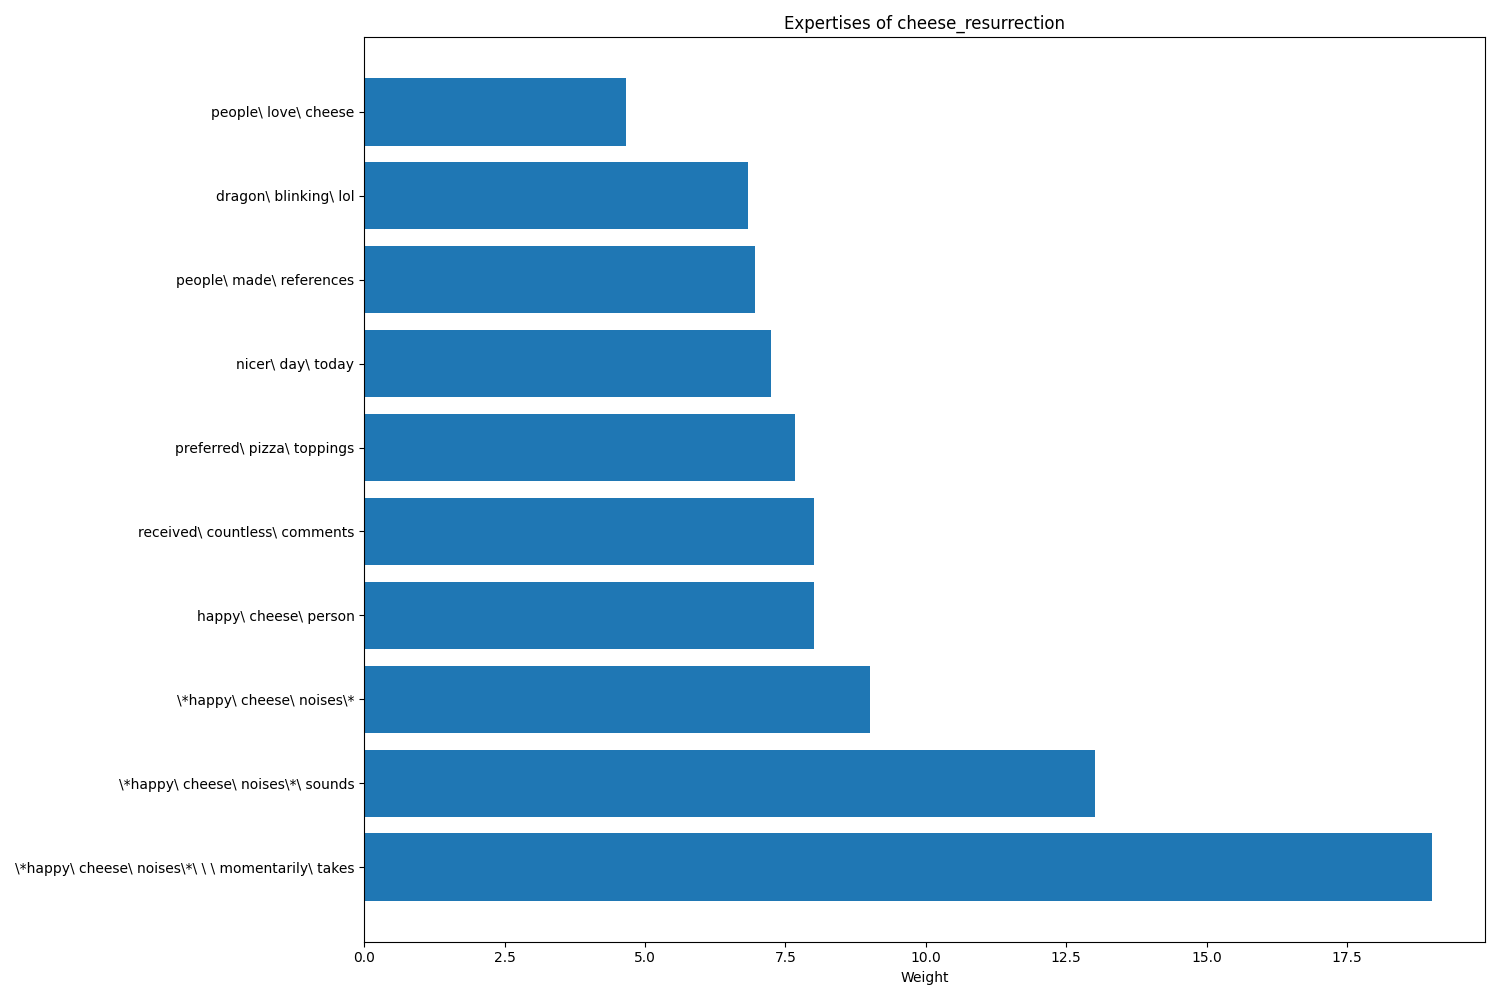 Expertises of cheese_resurrection
people\ love\ cheese
dragon\ blinking\ lol
people\ made\ references
nicer\ day\ today
preferred\ pizza\ toppings
received\ countless\ comments
happy\ cheese\ person
\*happy\ cheese\ noises\*
\*happy\ cheese\ noises\*\ sounds
\*happy\ cheese\ noises\*\ \ \ momentarily\ takes
0.0 2.5 5.0 7.5 10.0 12.5 15.0 17.5
Weight